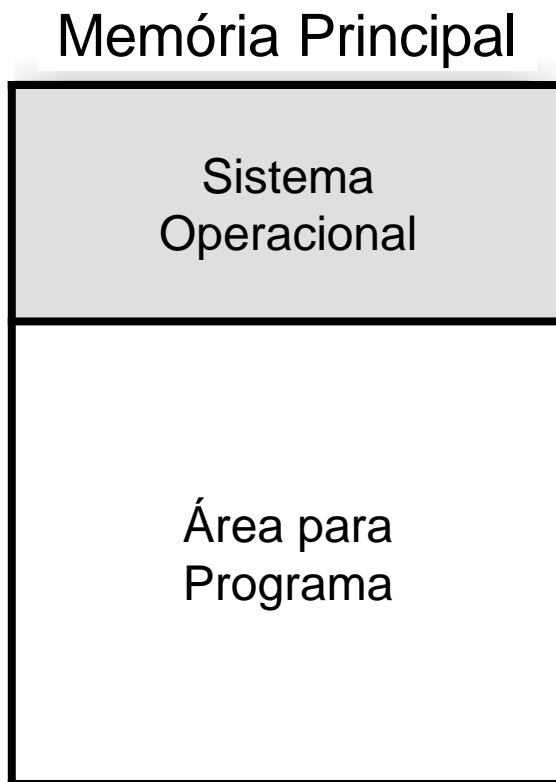 Memória Principal
Sistema
Operacional
Área para
Programa